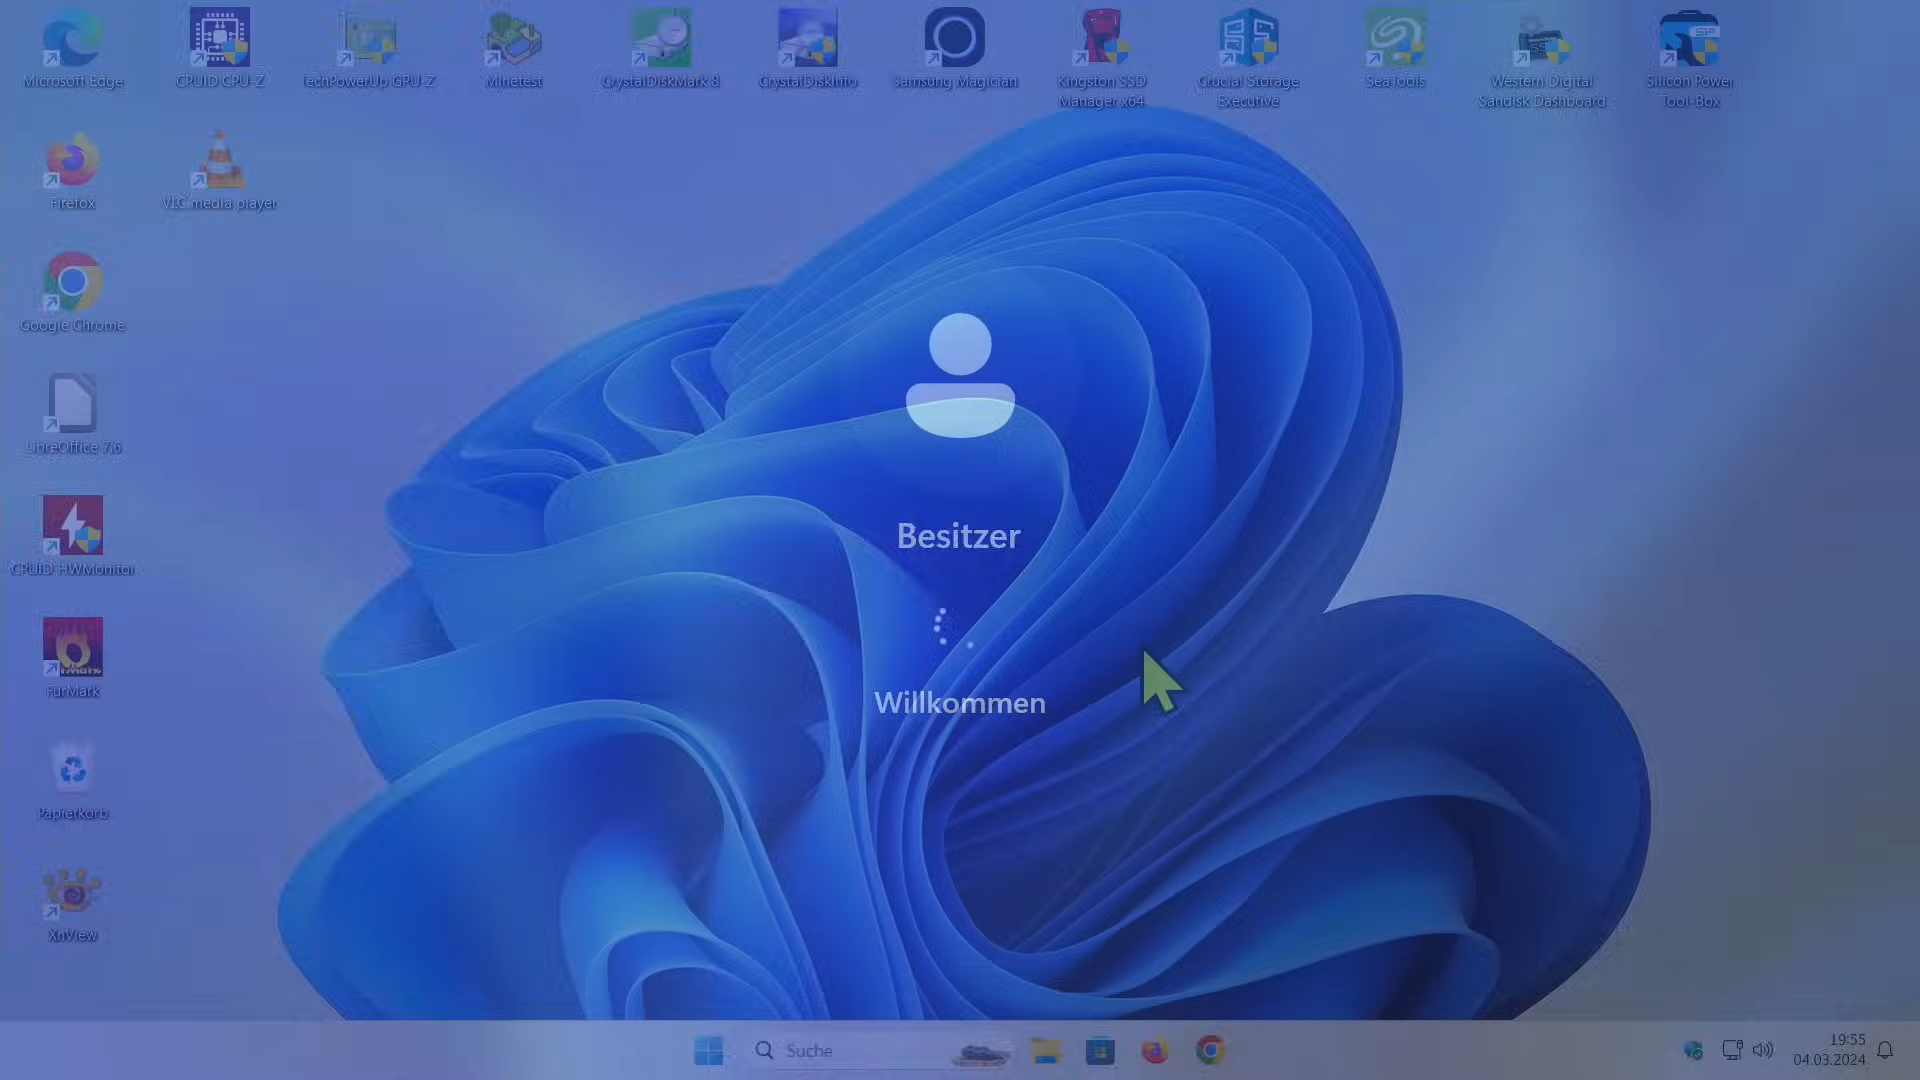 Microsoft Edge
CPUID CPU-Z
TechPowerUp GPU-Z
Minetest
CrystalDiskMark 8
CrystalDiskInfo
Samsung Magician
Kingston SSD
Manager x64
Crucial Storage
Executive
SeaTools
Western Digital
Sandisk Dashboard
Silicon Power
Tool-Box
Firefox
VLC media player
Google Chrome
LibreOffice 7.6
CPUID HWMonitor
FurMark
Papierkorb
XnView
Besitzer
Willkommen
Suche
19:55
04.03.2024